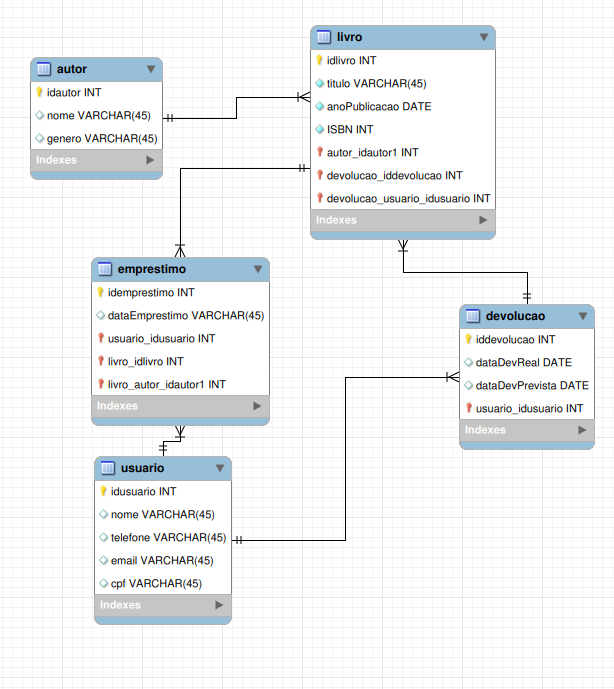 autor
idautor INT
nome VARCHAR(45)
genero VARCHAR(45)
Indexes
livro
idlivro INT
titulo VARCHAR(45)
anoPublicacao DATE
ISBN INT
autor_idautor1 INT
devolucao_iddevolucao INT
devolucao_usuario_idusuario INT
Indexes
emprestimo
idemprestimo INT
dataEmprestimo VARCHAR(45)
usuario_idusuario INT
livro_idlivro INT
livro_autor_idautor1 INT
Indexes
devolucao
iddevolucao INT
dataDevReal DATE
dataDevPrevista DATE
usuario_idusuario INT
Indexes
usuario
idusuario INT
nome VARCHAR(45)
telefone VARCHAR(45)
email VARCHAR(45)
cpf VARCHAR(45)
Indexes